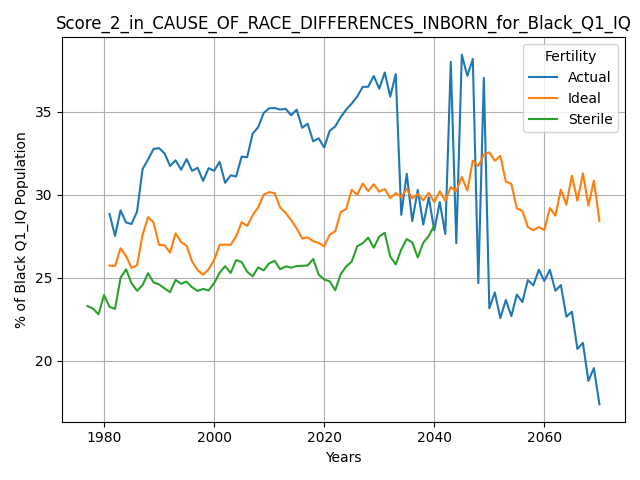 Score_2_in_CAUSE_OF_RACE_DIFFERENCES_INBORN_for_Black_Q1_IQ
Fertility
Actual
Ideal
Sterile
% of Black Q1_IQ Population
35
30
25
20
1980
2000
2020
2040
2060
Years